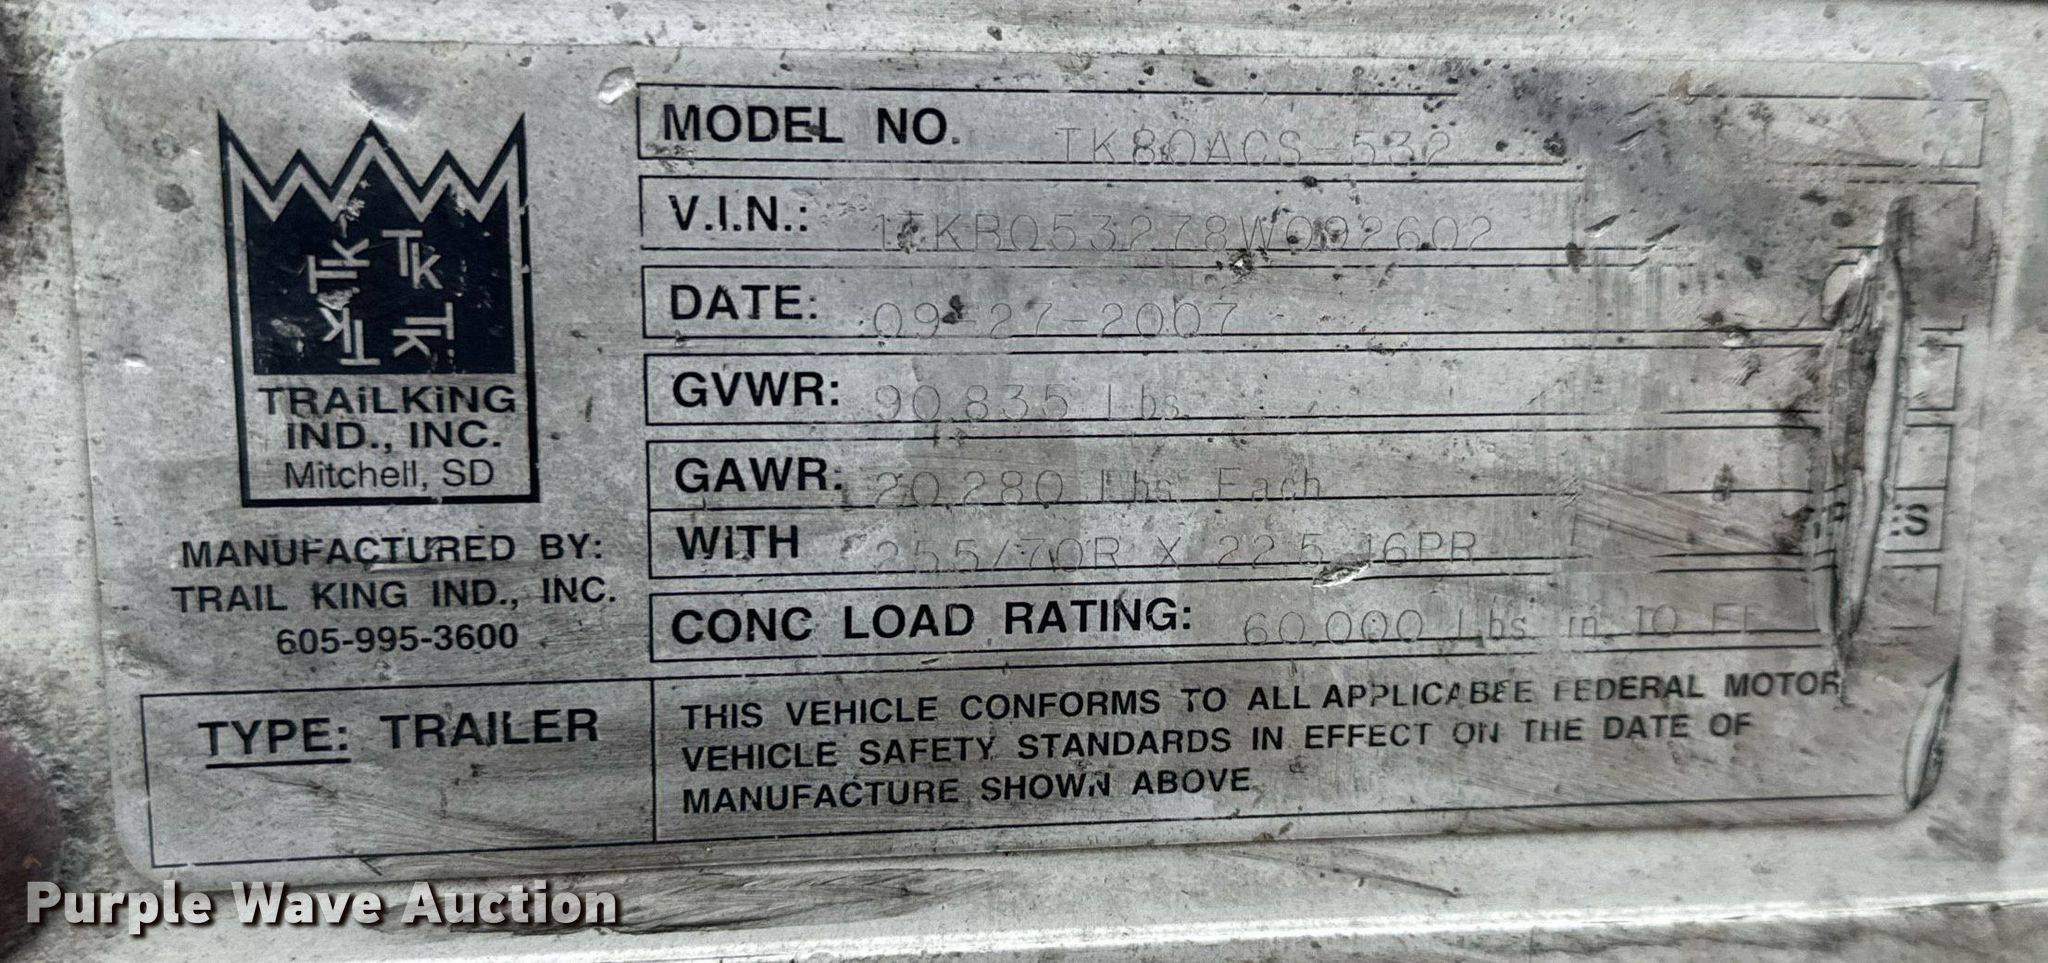 MODEL NO. TK80ACS-532
V.I.N.: 1TKB053278W092602
DATE: 09-27-2007
GVWR: 90,835 Lbs.
GAWR: 20,280 Lbs Each
WiTH 255/70R X 22.5 16PR
CONC LOAD RATING: 60,000 Lbs in 10 Ft
TK TK
TK TK
TRAiLKiNG
IND., INC.
Mitchell, SD
MANUFACTURED BY:
TRAIL KING IND., INC.
605-995-3600
TYPE: TRAILER
THIS VEHICLE CONFORMS TO ALL APPLICABLE FEDERAL MOTOR
VEHICLE SAFETY STANDARDS IN EFFECT ON THE DATE OF
MANUFACTURE SHOWN ABOVE
Purple Wave Auction